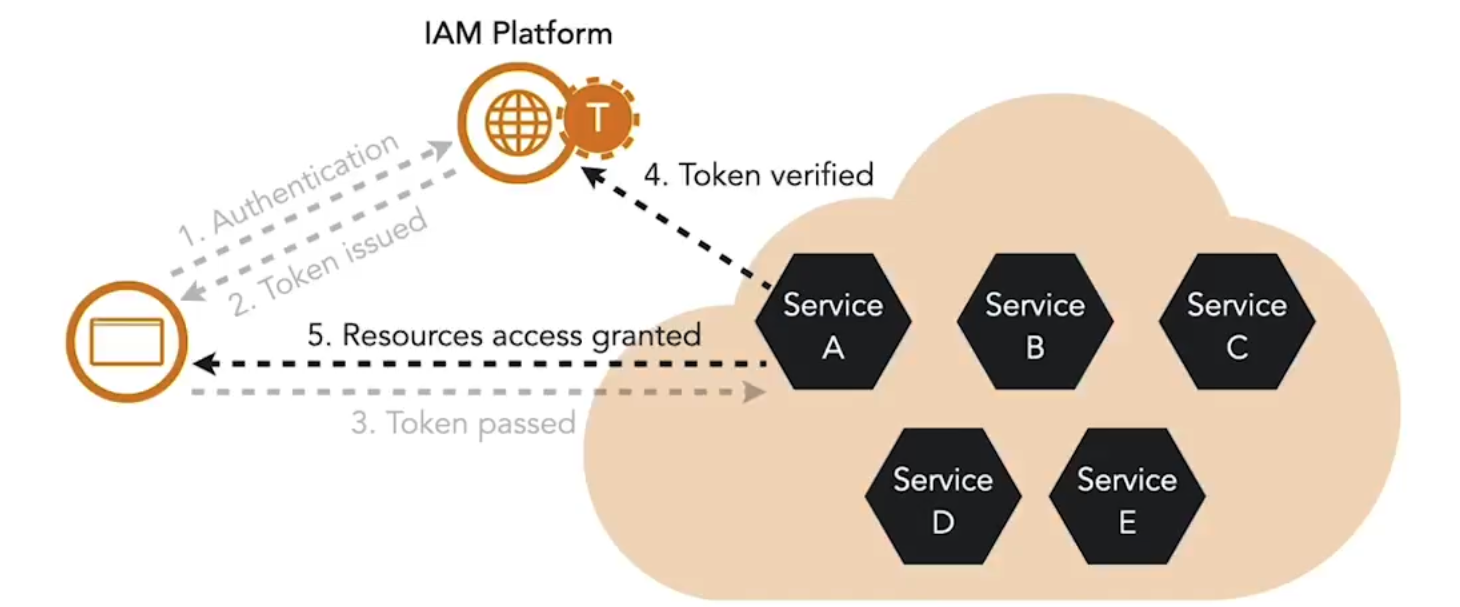 IAM Platform
T
1. Authentication
2. Token issued
4. Token verified
5. Resources access granted
3. Token passed
Service
A
Service
B
Service
C
Service
D
Service
E